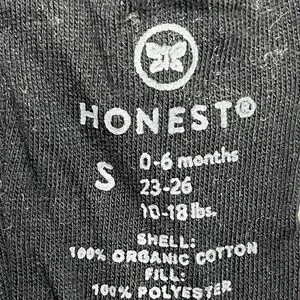 HONEST®
S
0-6 months
23-26
10-18 lbs.
SHELL:
100% ORGANIC COTTON
FILL:
100% POLYESTER